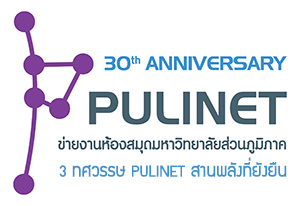 30th ANNIVERSARY
PULINET
ข่ายงานห้องสมุดมหาวิทยาลัยส่วนภูมิภาค
3 ทศวรรษ PULINET สานพลังที่ยั่งยืน